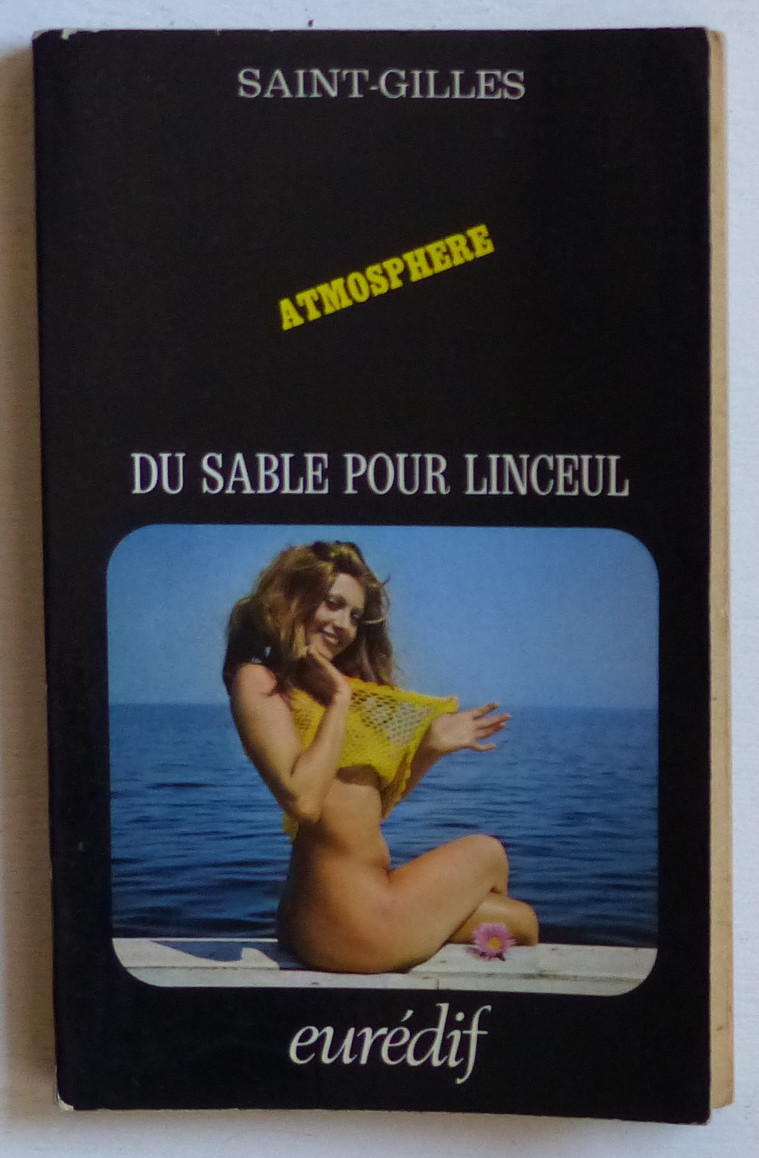 SAINT-GILLES
ATMOSPHERE
DU SABLE POUR LINCEUL
eurédif